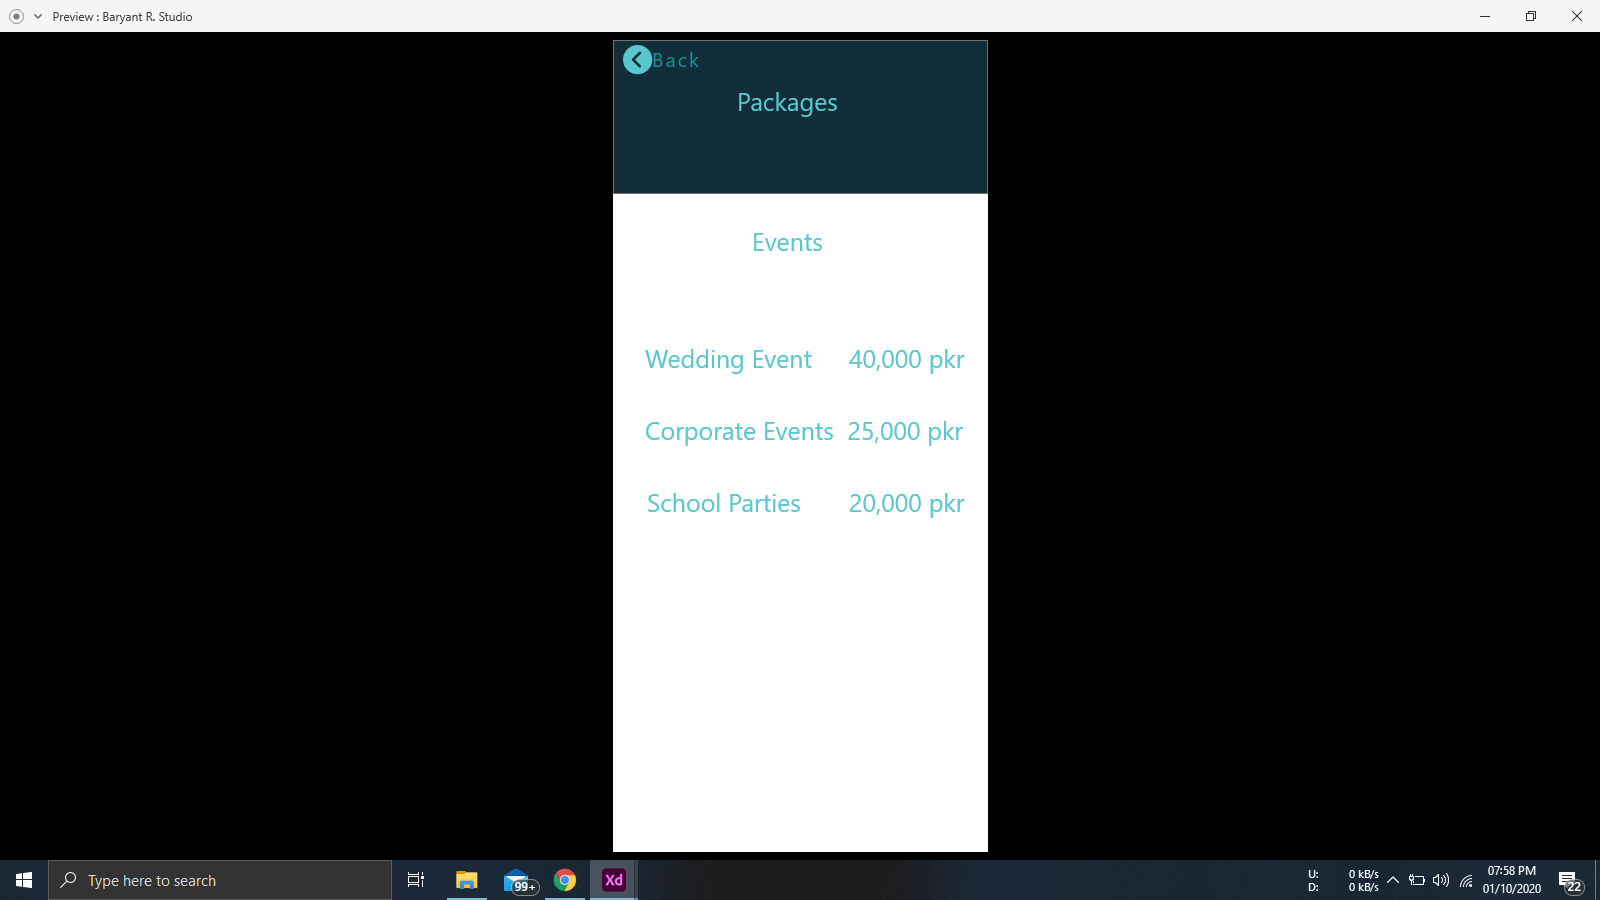 Preview : Baryant R. Studio
Back
Packages
Events
Wedding Event 40,000 pkr
Corporate Events 25,000 pkr
School Parties 20,000 pkr
Type here to search
99+
Xd
U: 0 kB/s
D: 0 kB/s
07:58 PM
01/10/2020
22